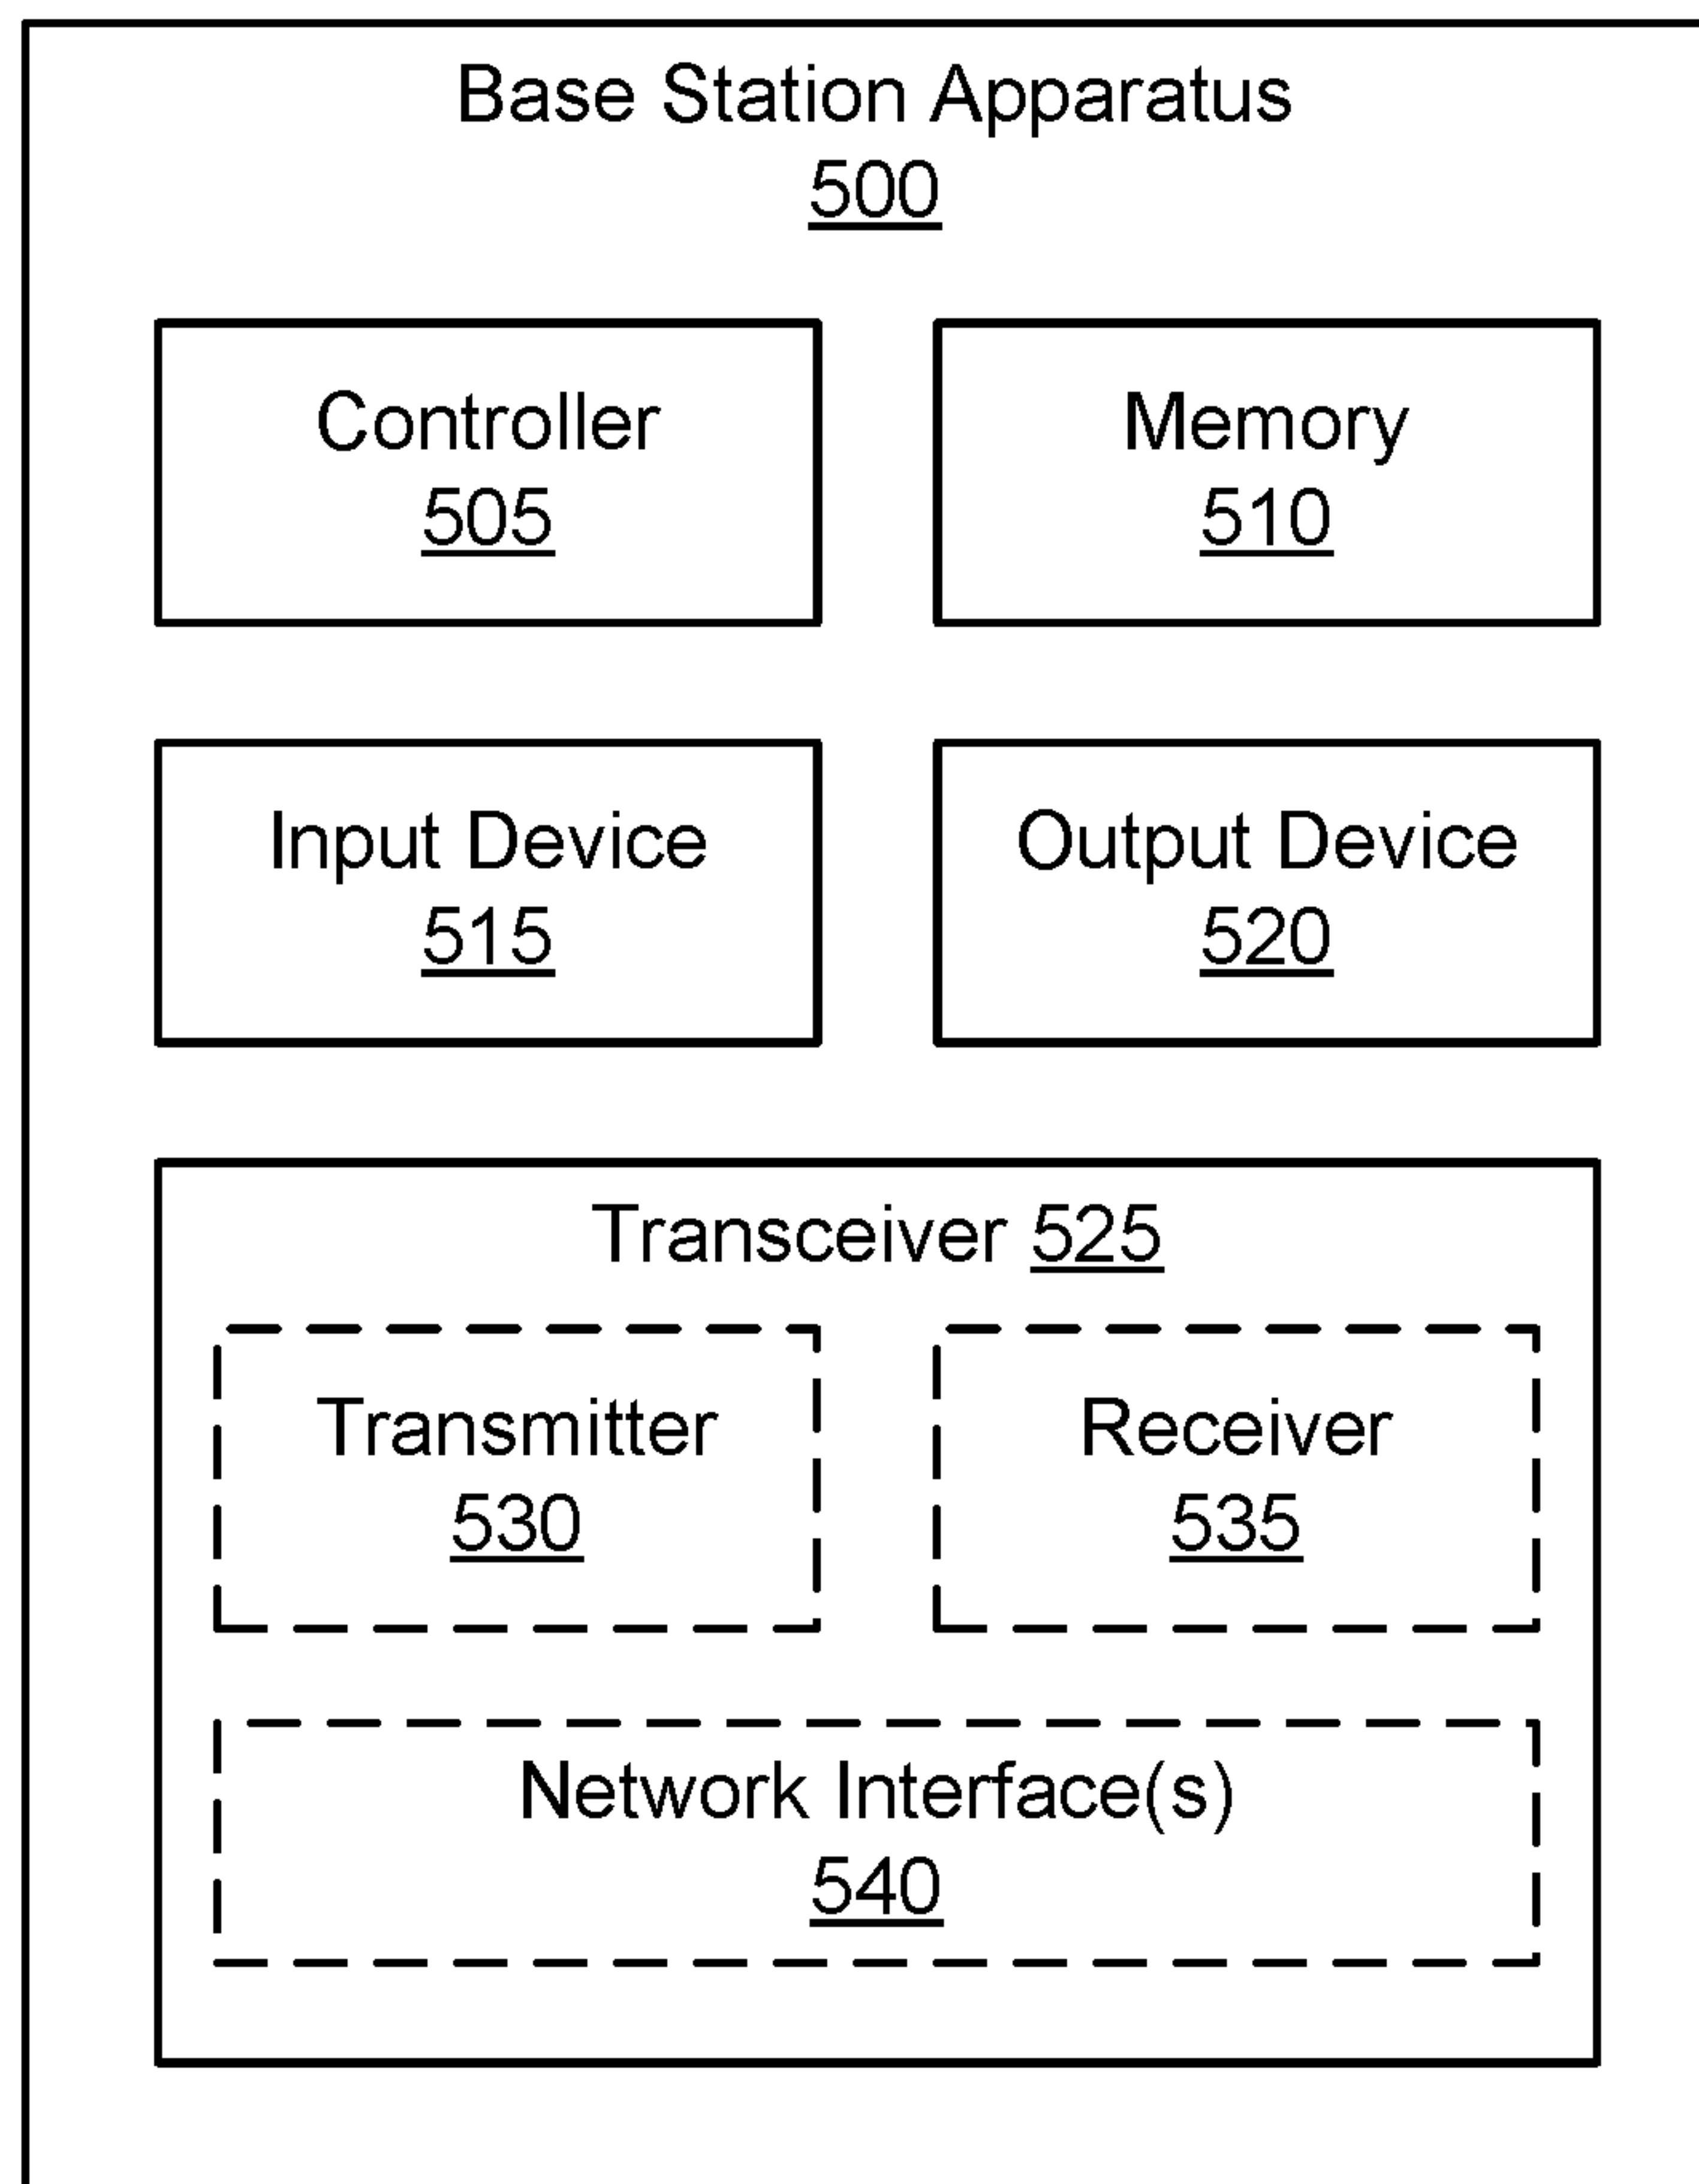 Base Station Apparatus
500
Controller
505
Memory
510
Input Device
515
Output Device
520
Transceiver 525
Transmitter
530
Receiver
535
Network Interface(s)
540